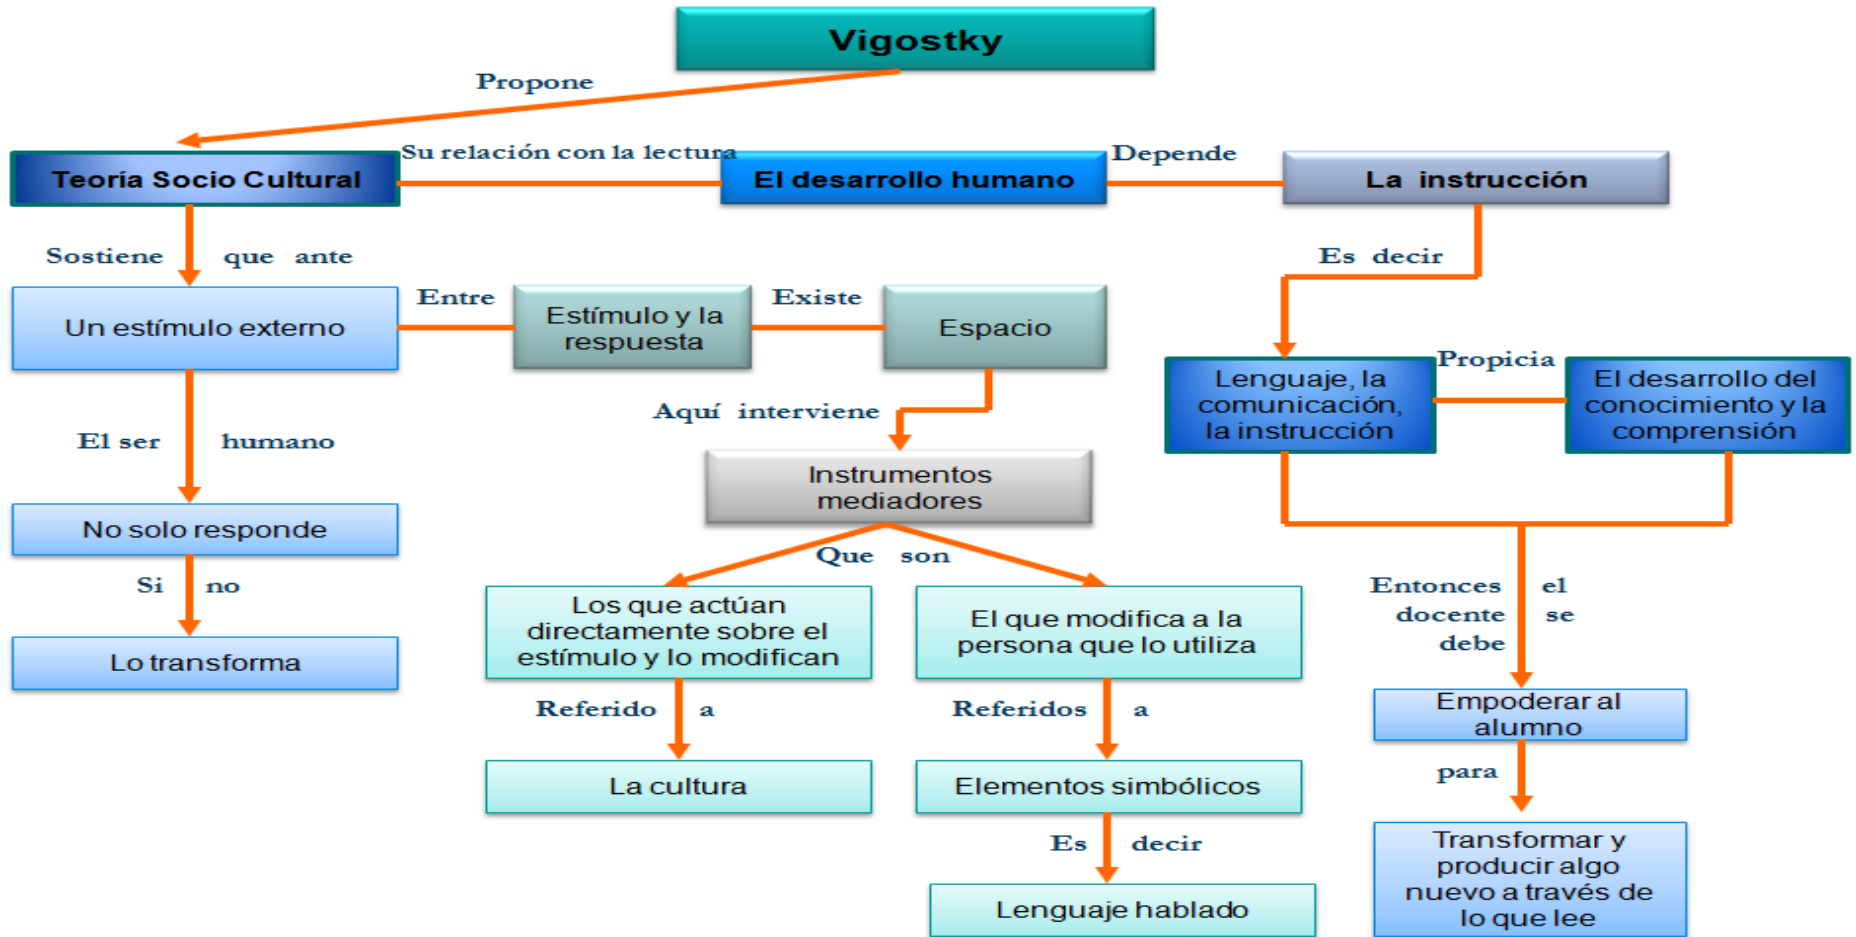 Vigostky
Propone
Su relación con la lectura
Depende
Teoría Socio Cultural
El desarrollo humano
La instrucción
Sostiene que ante
Es decir
Entre
Existe
Un estímulo externo
Estímulo y la
respuesta
Espacio
Propicia
Lenguaje, la
comunicación,
la instrucción
El desarrollo del
conocimiento y la
comprensión
Aquí interviene
El ser humano
Instrumentos
mediadores
No solo responde
Que son
Si no
Entonces el
docente se
debe
Los que actúan
directamente sobre el
estímulo y lo modifican
El que modifica a la
persona que lo utiliza
Lo transforma
Referido a
Referidos a
Empoderar al
alumno
La cultura
Elementos simbólicos
para
Es decir
Transformar y
producir algo
nuevo a través de
lo que lee
Lenguaje hablado